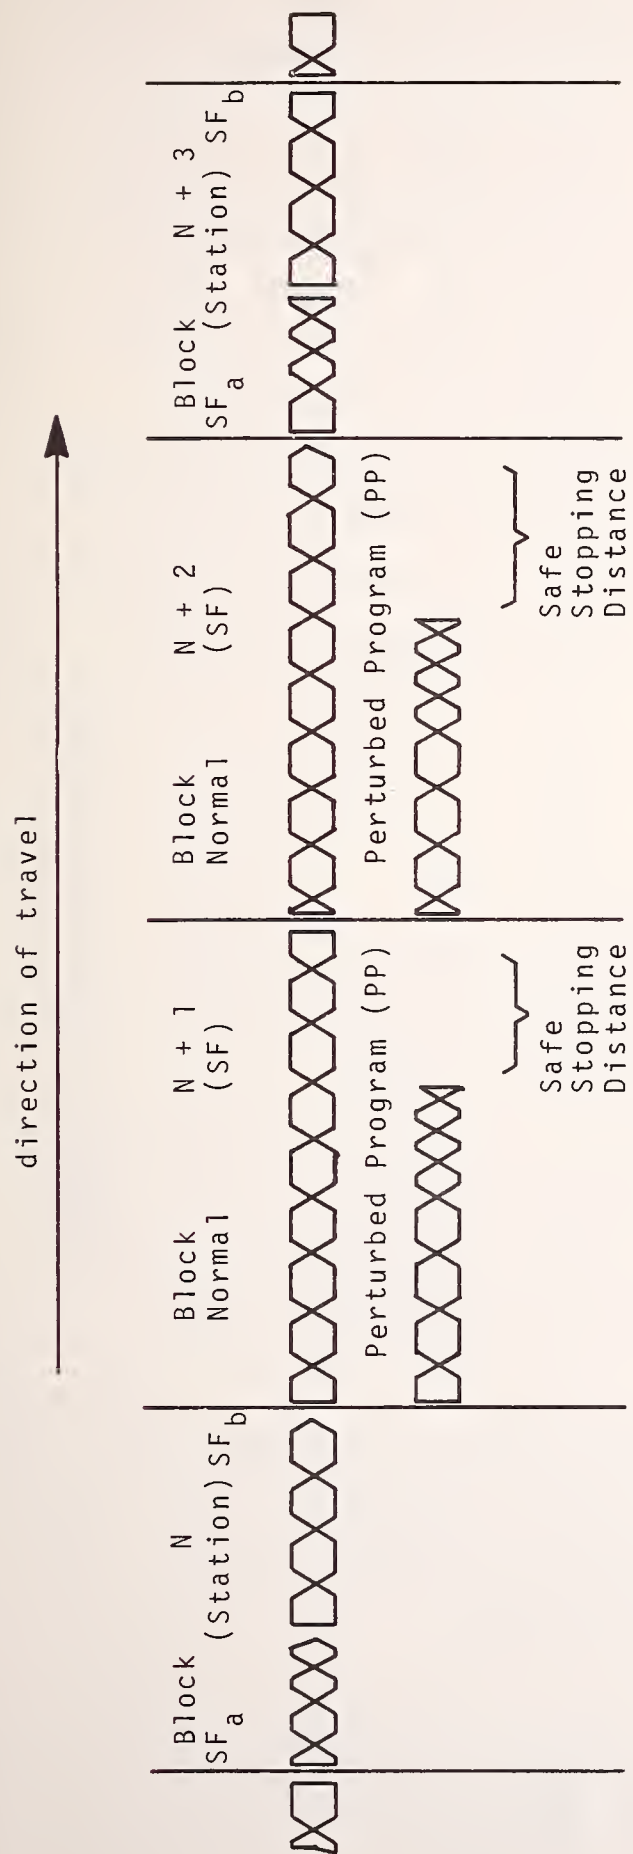 direction of travel
Block N
SFa (Station) SFb
Block N + 1
Normal (SF)
Perturbed Program (PP)
Safe
Stopping
Distance
Block N + 2
Normal (SF)
Perturbed Program (PP)
Safe
Stopping
Distance
Block N + 3
SFa (Station) SFb